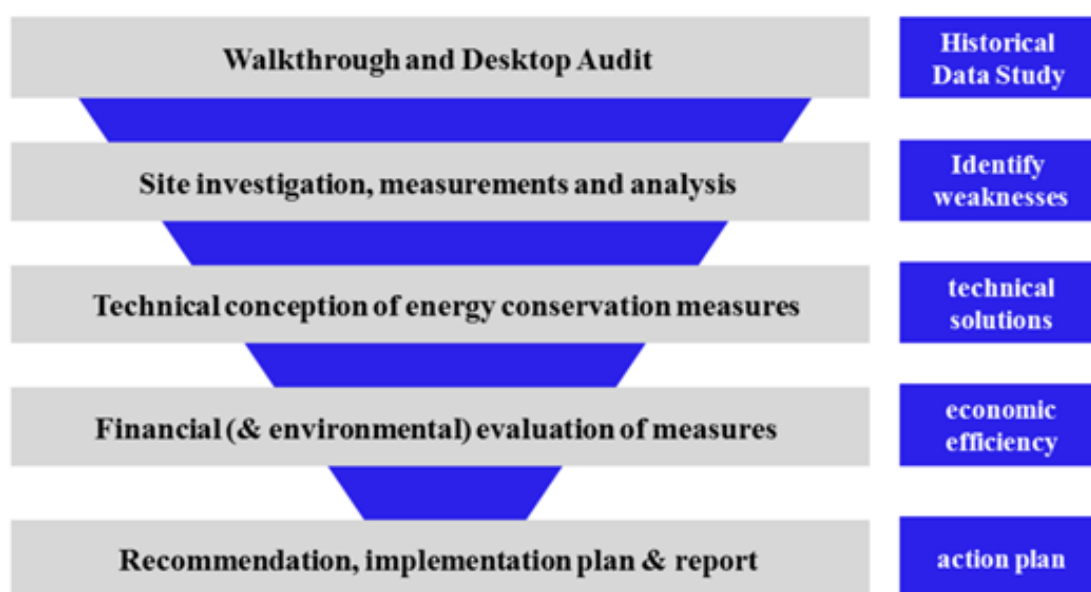 Walkthrough and Desktop Audit
Historical
Data Study
Site investigation, measurements and analysis
Identify
weaknesses
Technical conception of energy conservation measures
technical
solutions
Financial (& environmental) evaluation of measures
economic
efficiency
Recommendation, implementation plan & report
action plan